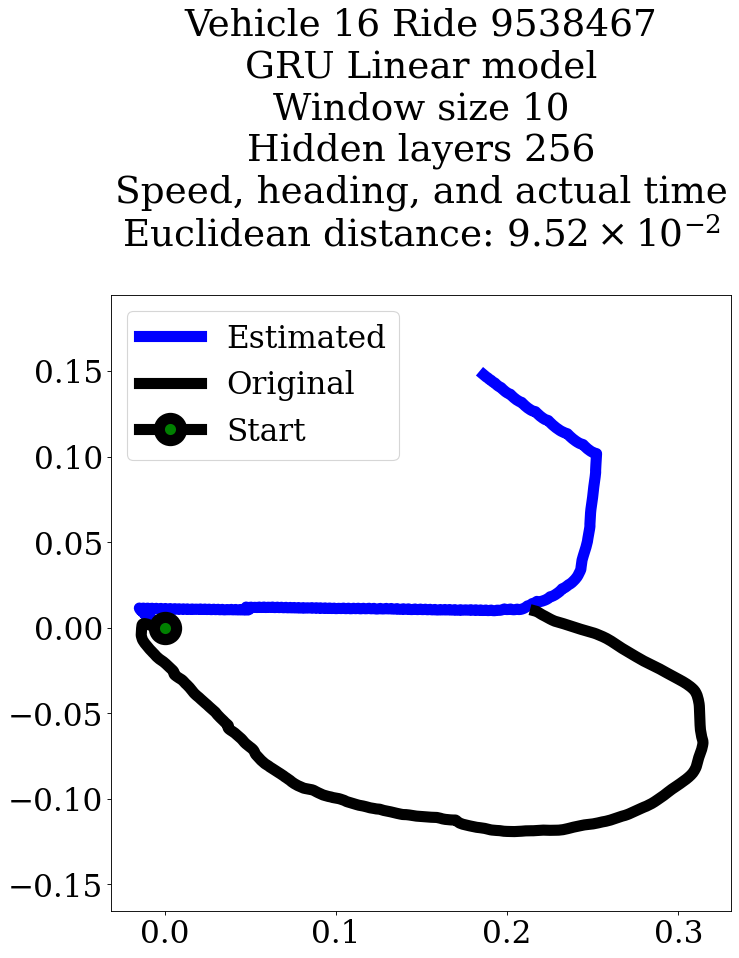 Vehicle 16 Ride 9538467
GRU Linear model
Window size 10
Hidden layers 256
Speed, heading, and actual time
Euclidean distance: 9.52 × 10⁻²
Estimated
Original
Start
0.15
0.10
0.05
0.00
−0.05
−0.10
−0.15
0.0 0.1 0.2 0.3